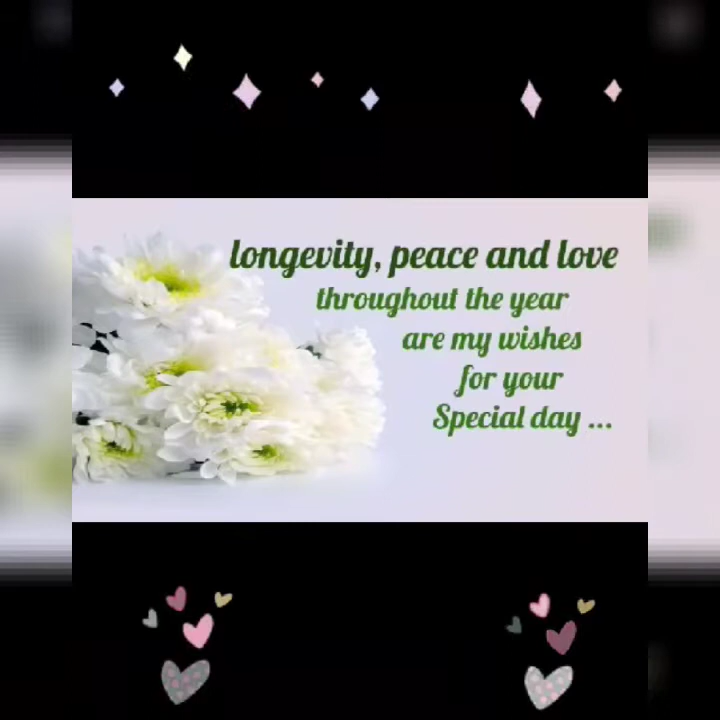 longevity, peace and love
throughout the year
are my wishes
for your
Special day ...